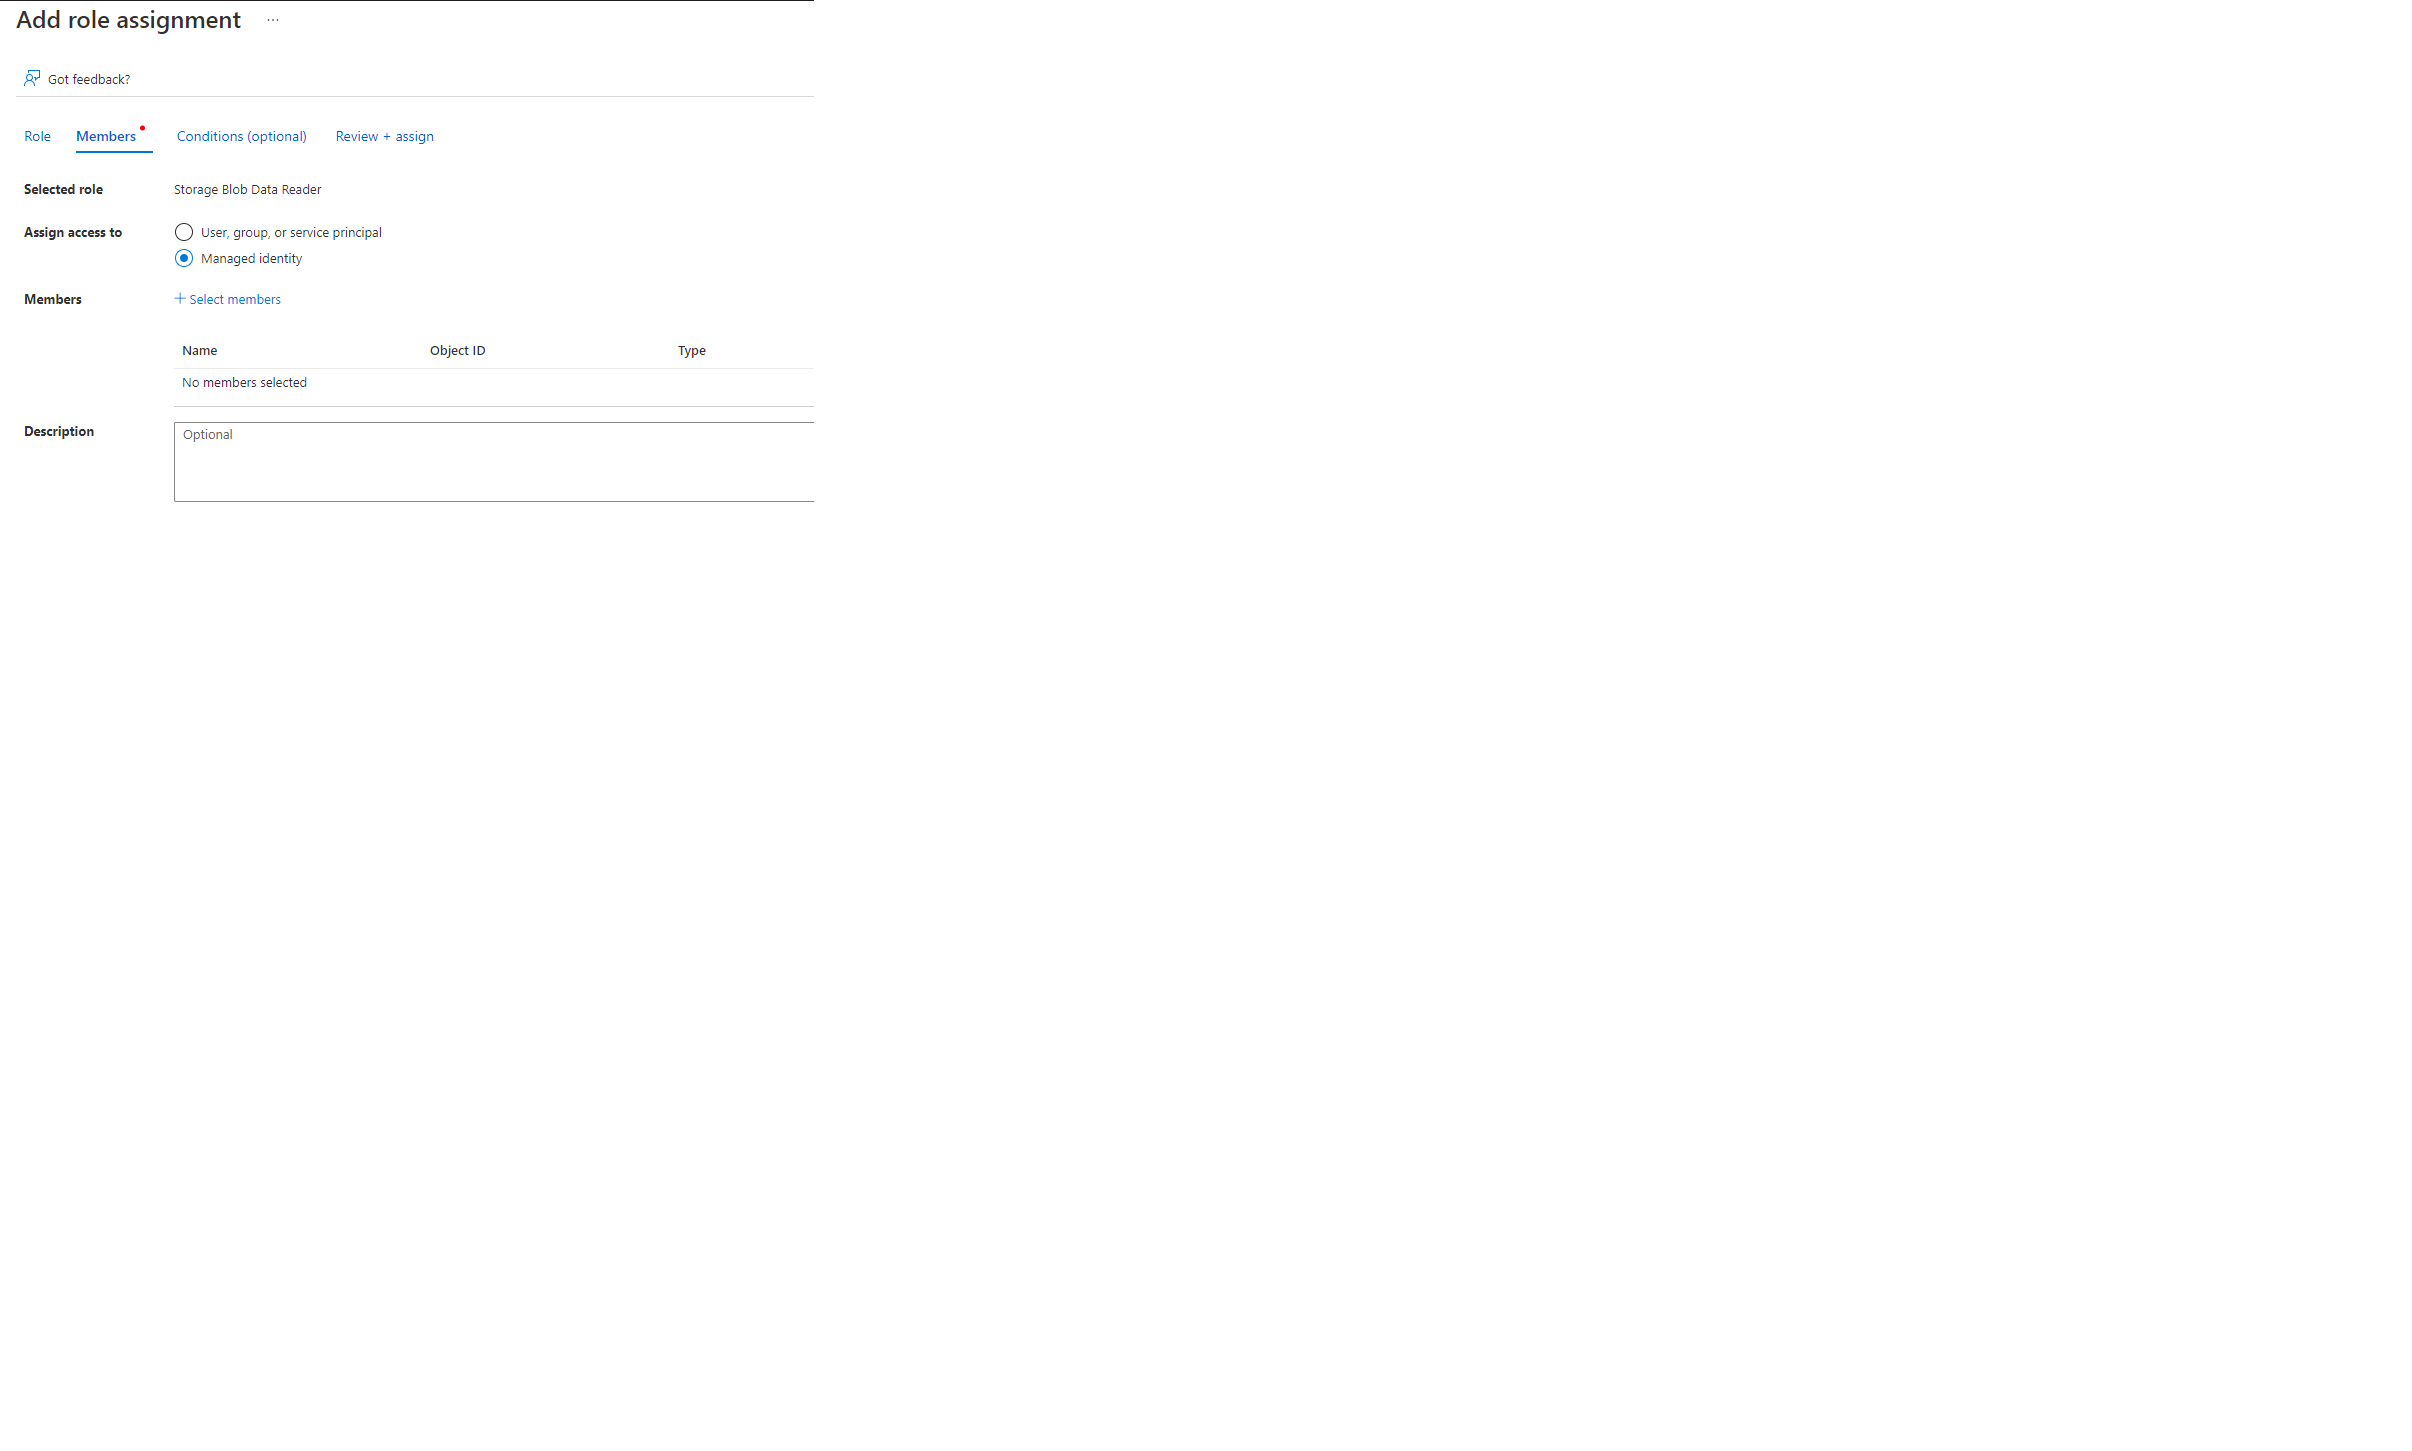 Add role assignment ...
Got feedback?
Role Members Conditions (optional) Review + assign
Selected role Storage Blob Data Reader
Assign access to User, group, or service principal
Managed identity
Members + Select members
Name Object ID Type
No members selected
Description Optional